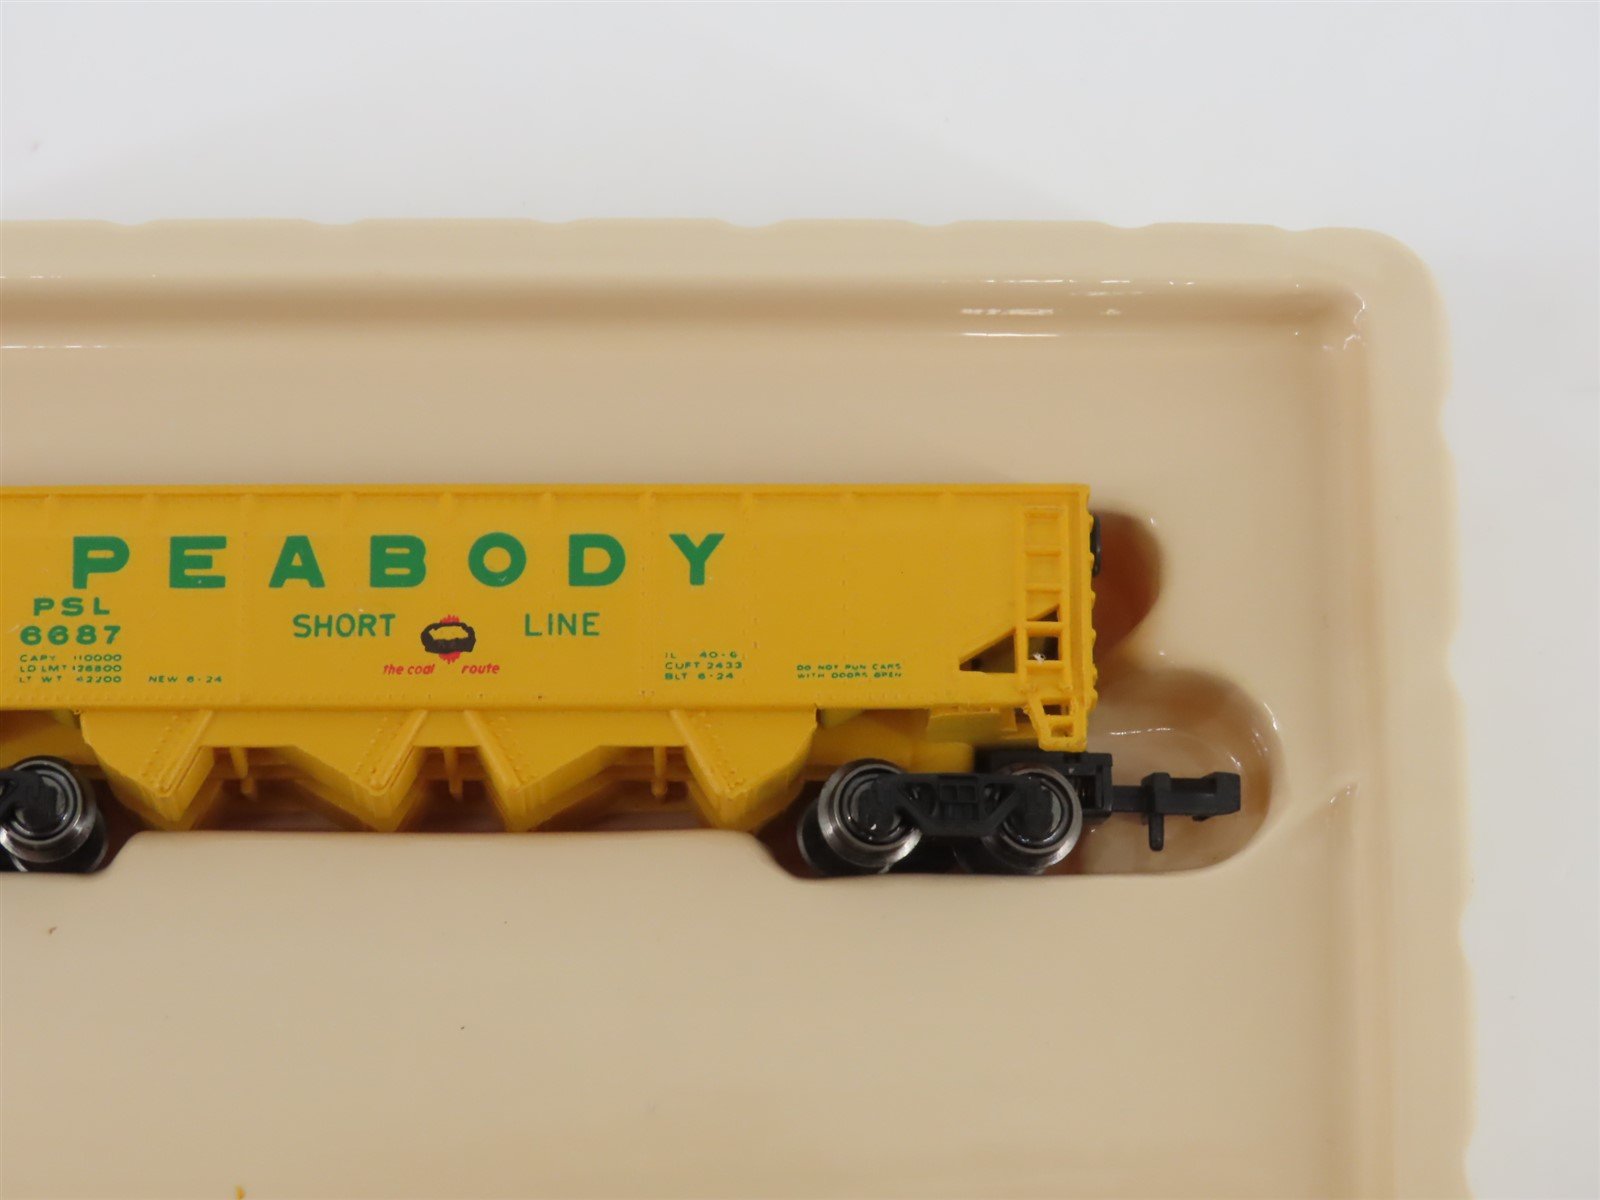 PEABODY
PSL
6687
SHORT LINE
the coal route
CAPY 110000
LD LMT 126800
LT WT 42200 NEW 6-24
IL 40-6
CUFT 2433
BLT 6-24
DO NOT RUN CARS
WITH DOORS OPEN